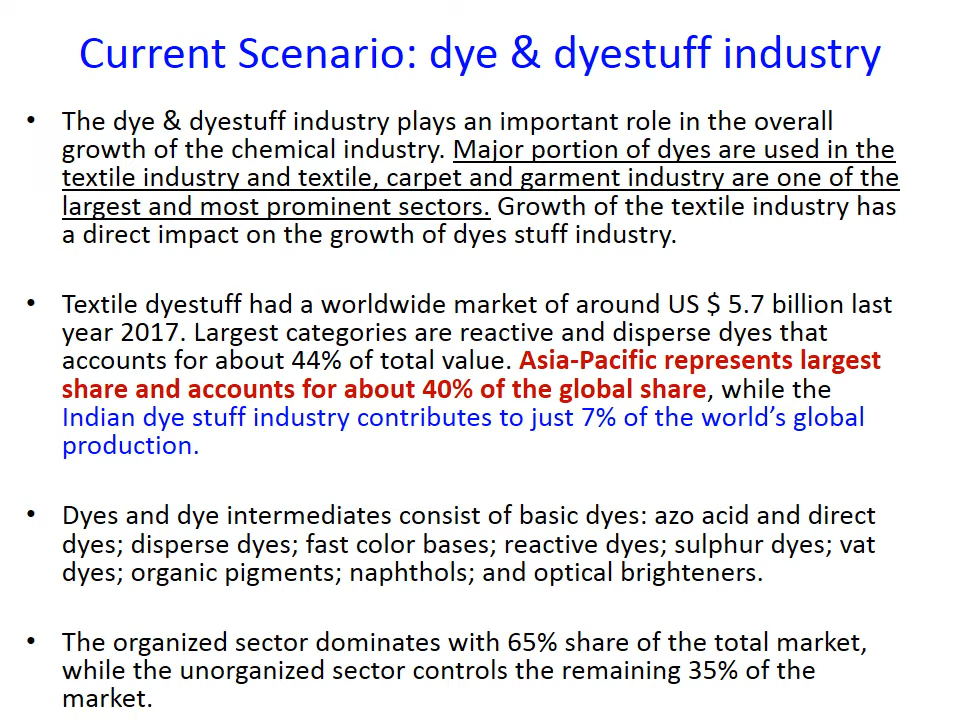 Current Scenario: dye & dyestuff industry
• The dye & dyestuff industry plays an important role in the overall
growth of the chemical industry. Major portion of dyes are used in the
textile industry and textile, carpet and garment industry are one of the
largest and most prominent sectors. Growth of the textile industry has
a direct impact on the growth of dyes stuff industry.
• Textile dyestuff had a worldwide market of around US $ 5.7 billion last
year 2017. Largest categories are reactive and disperse dyes that
accounts for about 44% of total value. Asia-Pacific represents largest
share and accounts for about 40% of the global share, while the
Indian dye stuff industry contributes to just 7% of the world’s global
production.
• Dyes and dye intermediates consist of basic dyes: azo acid and direct
dyes; disperse dyes; fast color bases; reactive dyes; sulphur dyes; vat
dyes; organic pigments; naphthols; and optical brighteners.
• The organized sector dominates with 65% share of the total market,
while the unorganized sector controls the remaining 35% of the
market.